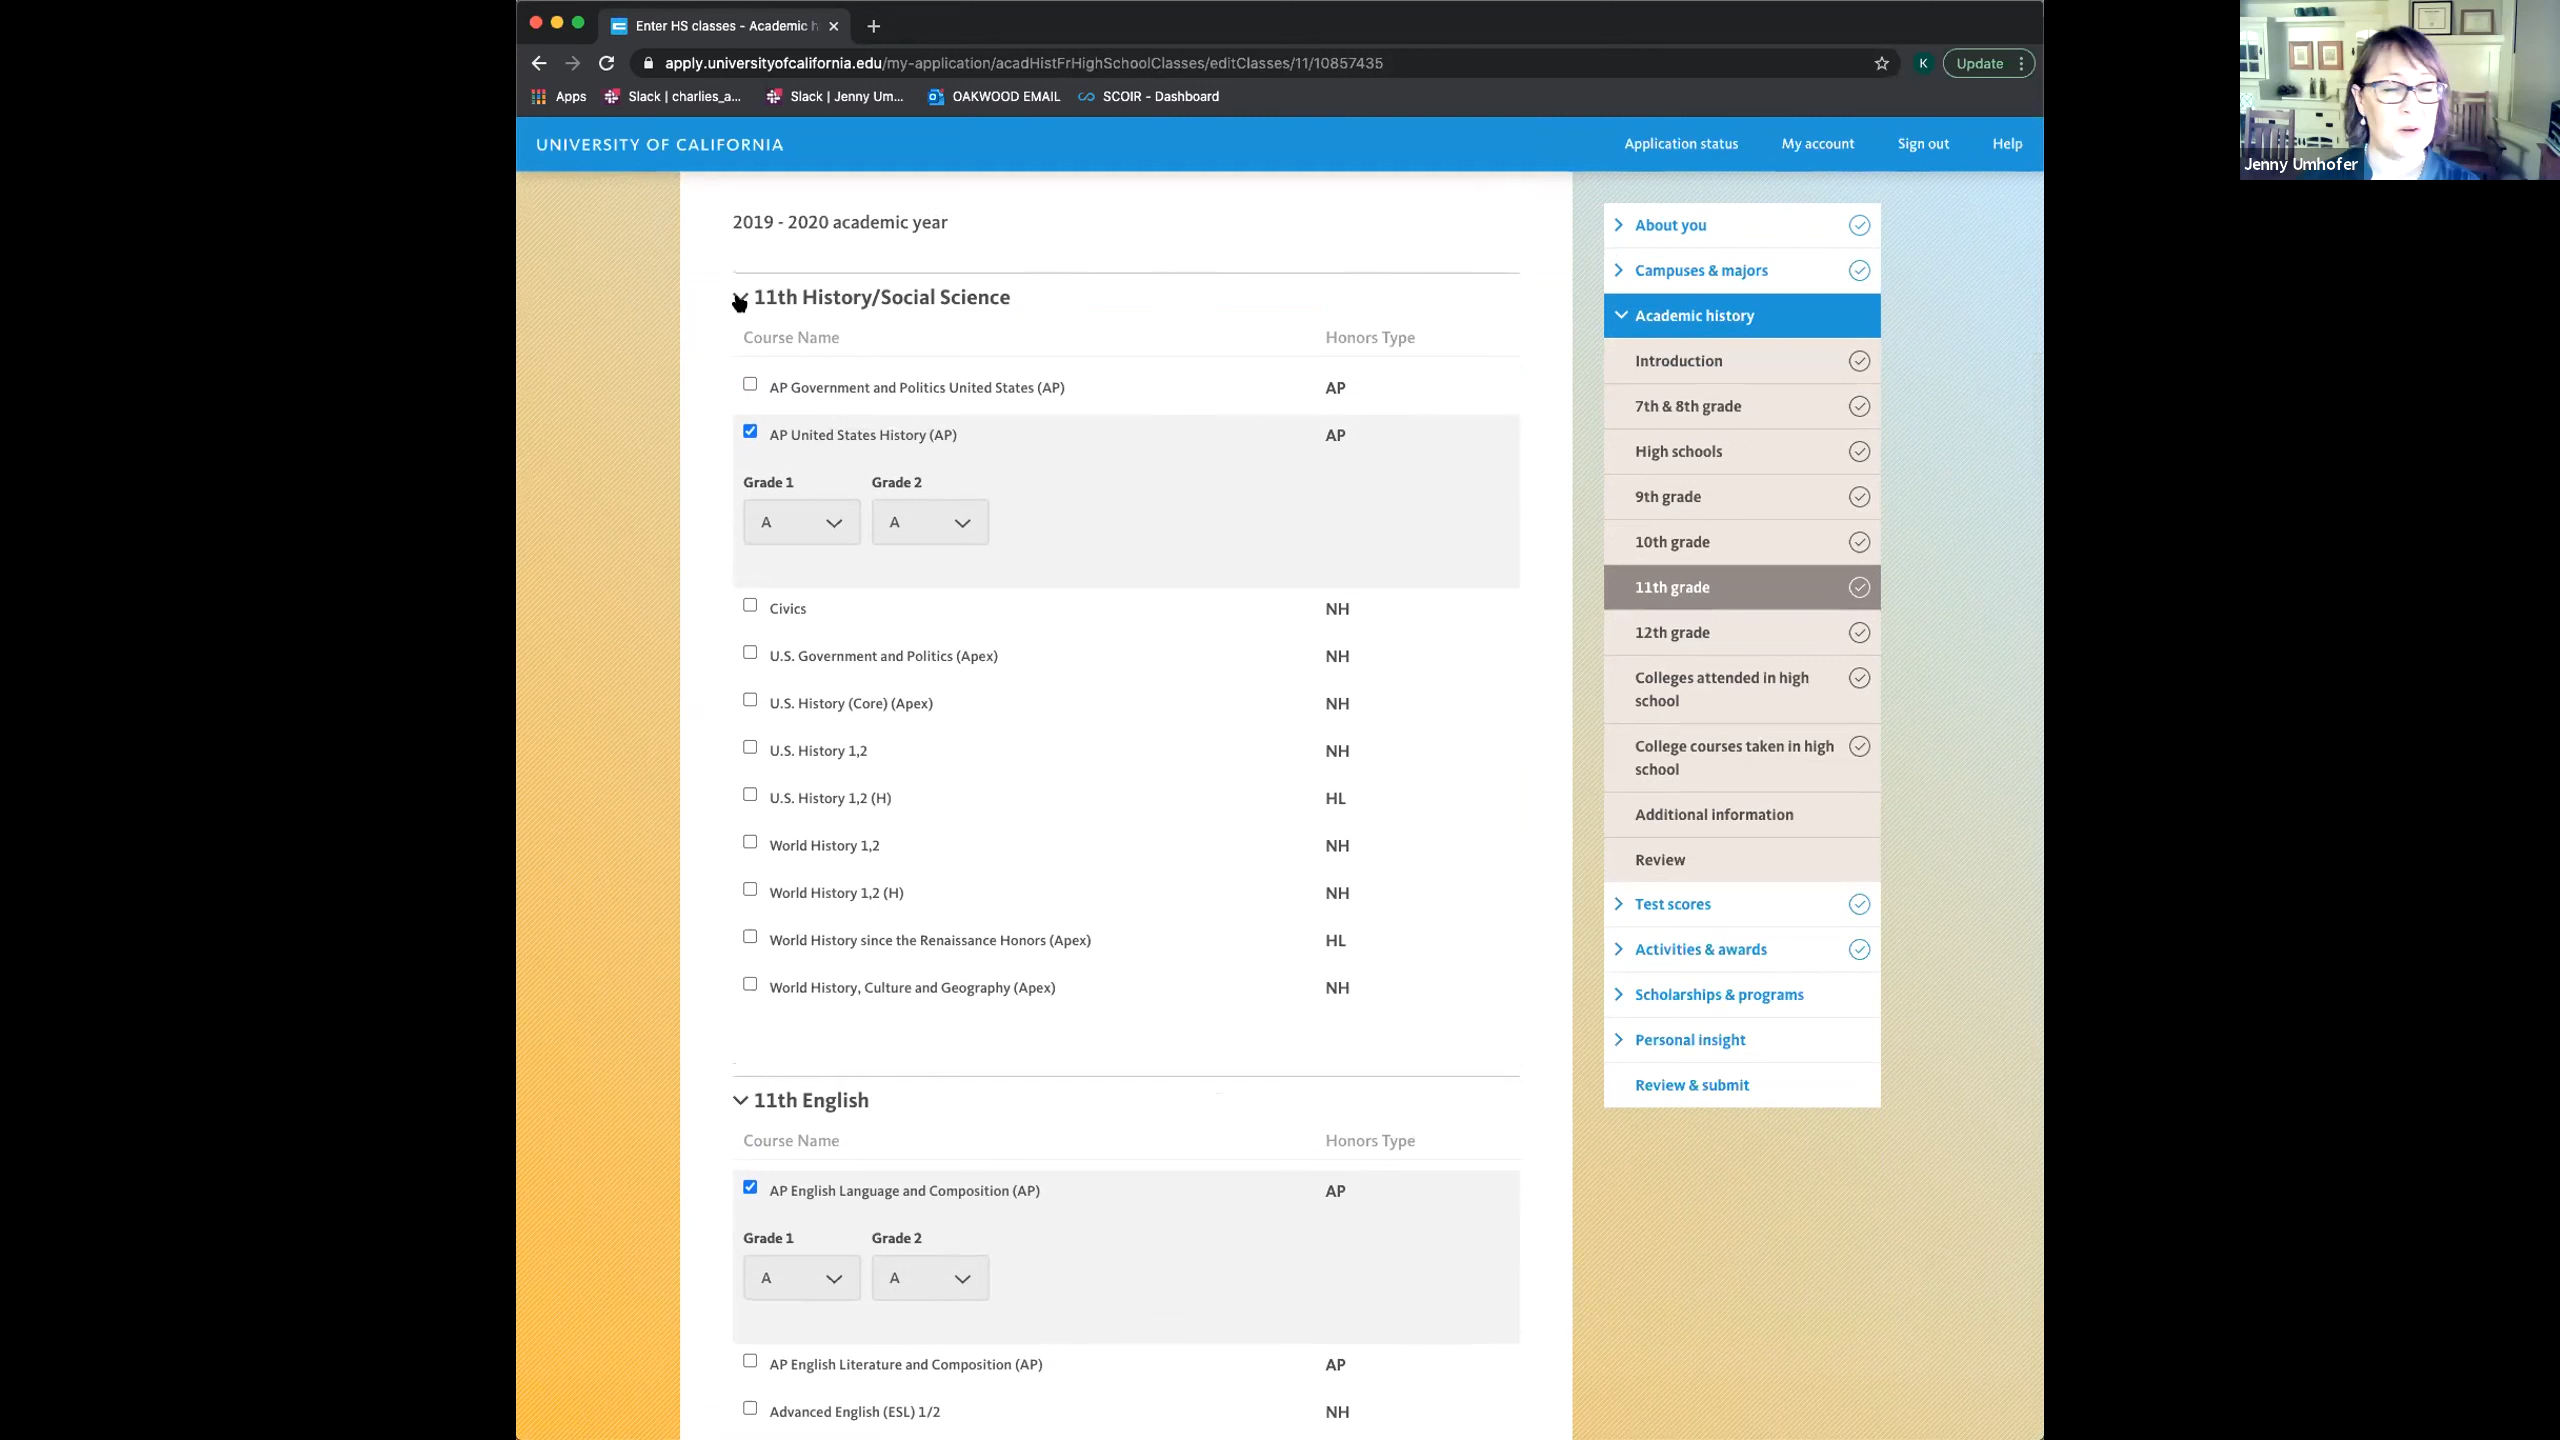 Enter HS classes - Academic h
apply.universityofcalifornia.edu/my-application/acadHistFrHighSchoolClasses/editClasses/11/10857435
K
Update
Apps
Slack | charlies_a...
Slack | Jenny Um...
OAKWOOD EMAIL
SCOIR - Dashboard
Jenny Umhofer
UNIVERSITY OF CALIFORNIA
Application status
My account
Sign out
Help
2019 - 2020 academic year
11th History/Social Science
Course Name
Honors Type
AP Government and Politics United States (AP)
AP
AP United States History (AP)
AP
Grade 1
Grade 2
A
A
Civics
NH
U.S. Government and Politics (Apex)
NH
U.S. History (Core) (Apex)
NH
U.S. History 1,2
NH
U.S. History 1,2 (H)
HL
World History 1,2
NH
World History 1,2 (H)
NH
World History since the Renaissance Honors (Apex)
HL
World History, Culture and Geography (Apex)
NH
11th English
Course Name
Honors Type
AP English Language and Composition (AP)
AP
Grade 1
Grade 2
A
A
AP English Literature and Composition (AP)
AP
Advanced English (ESL) 1/2
NH
About you
Campuses & majors
Academic history
Introduction
7th & 8th grade
High schools
9th grade
10th grade
11th grade
12th grade
Colleges attended in high
school
College courses taken in high
school
Additional information
Review
Test scores
Activities & awards
Scholarships & programs
Personal insight
Review & submit